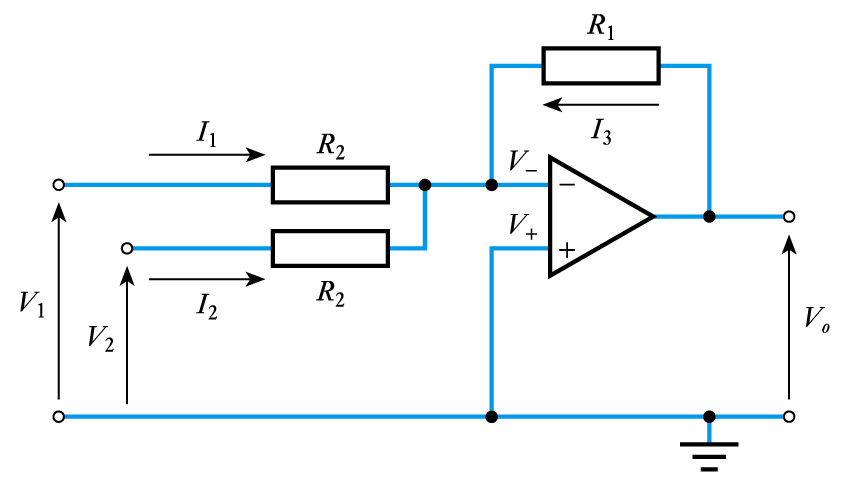 R1
I3
I1
R2
V−
−
V+
+
I2
R2
V1
V2
Vo